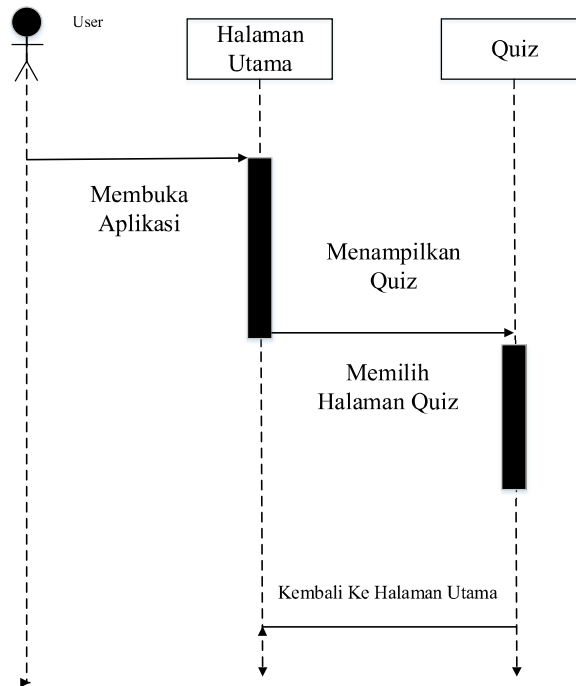 User
Halaman
Utama
Quiz
Membuka
Aplikasi
Menampilkan
Quiz
Memilih
Halaman Quiz
Kembali Ke Halaman Utama